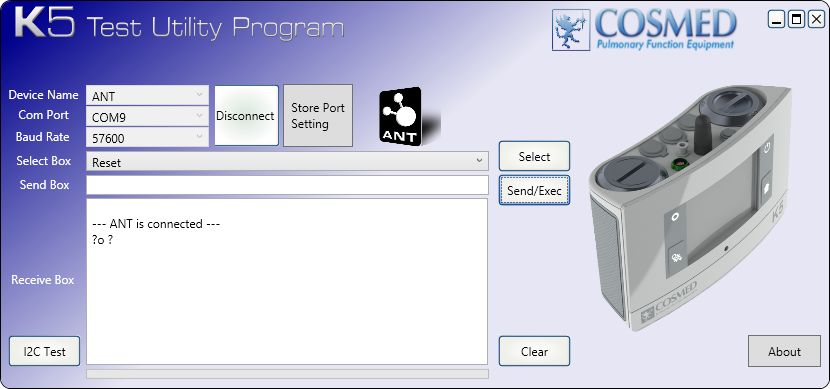 K5 Test Utility Program
COSMED
Pulmonary Function Equipment
Device Name ANT
Disconnect
Store Port
Setting
ANT
Com Port COM9
Baud Rate 57600
Select Box Reset
Select
Send Box
Send/Exec
--- ANT is connected ---
?o ?
Receive Box
K5
COSMED
I2C Test
Clear
About